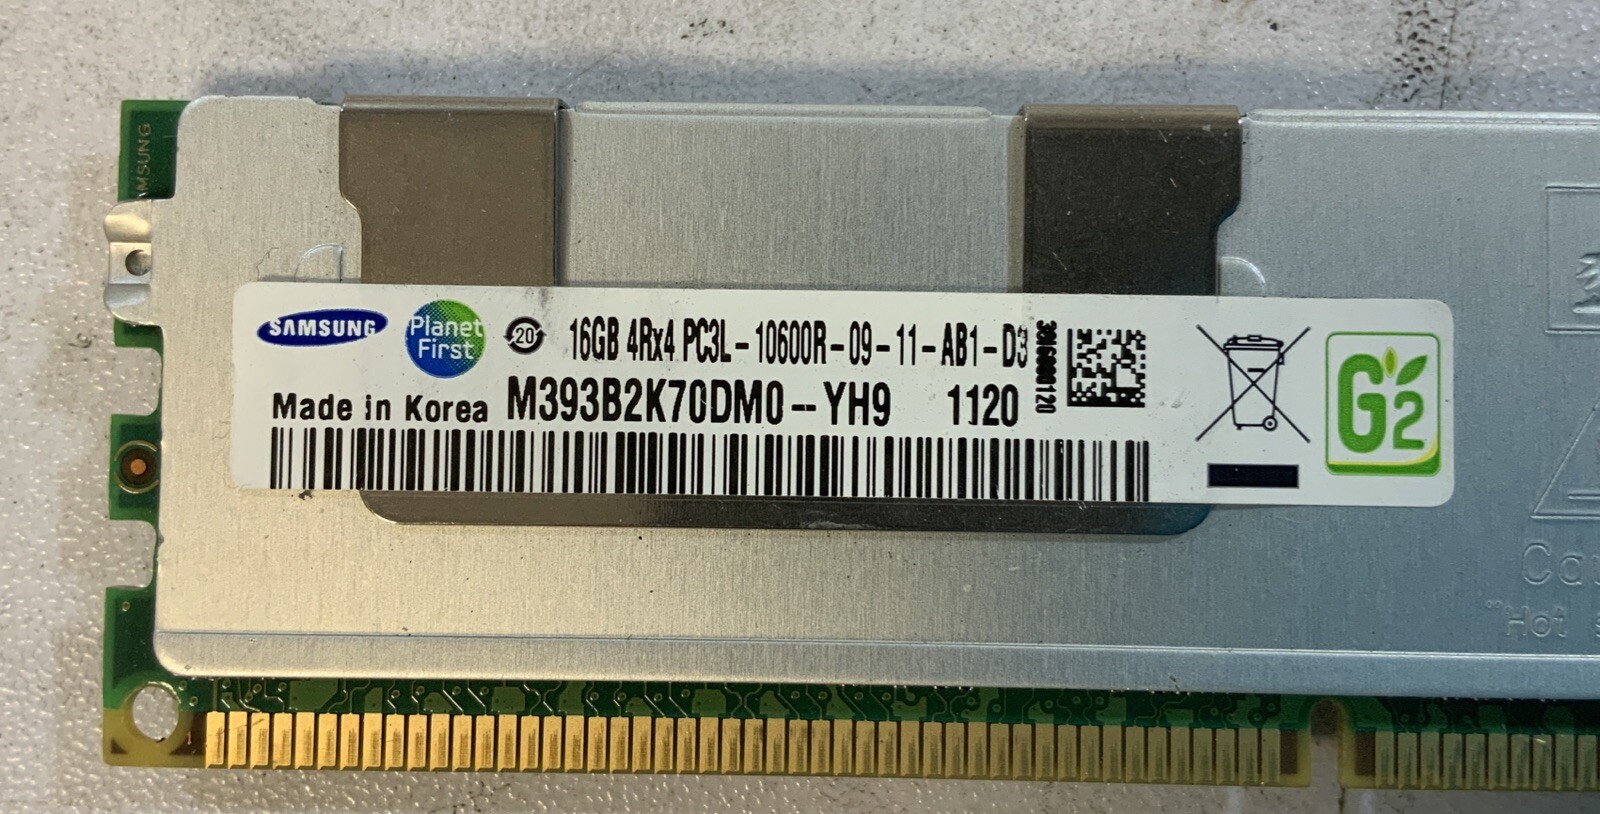 SAMSUNG
Planet First
20
16GB 4Rx4 PC3L-10600R-09-11-AB1-D3
Made in Korea M393B2K70DM0--YH9 1120
G2
Hot